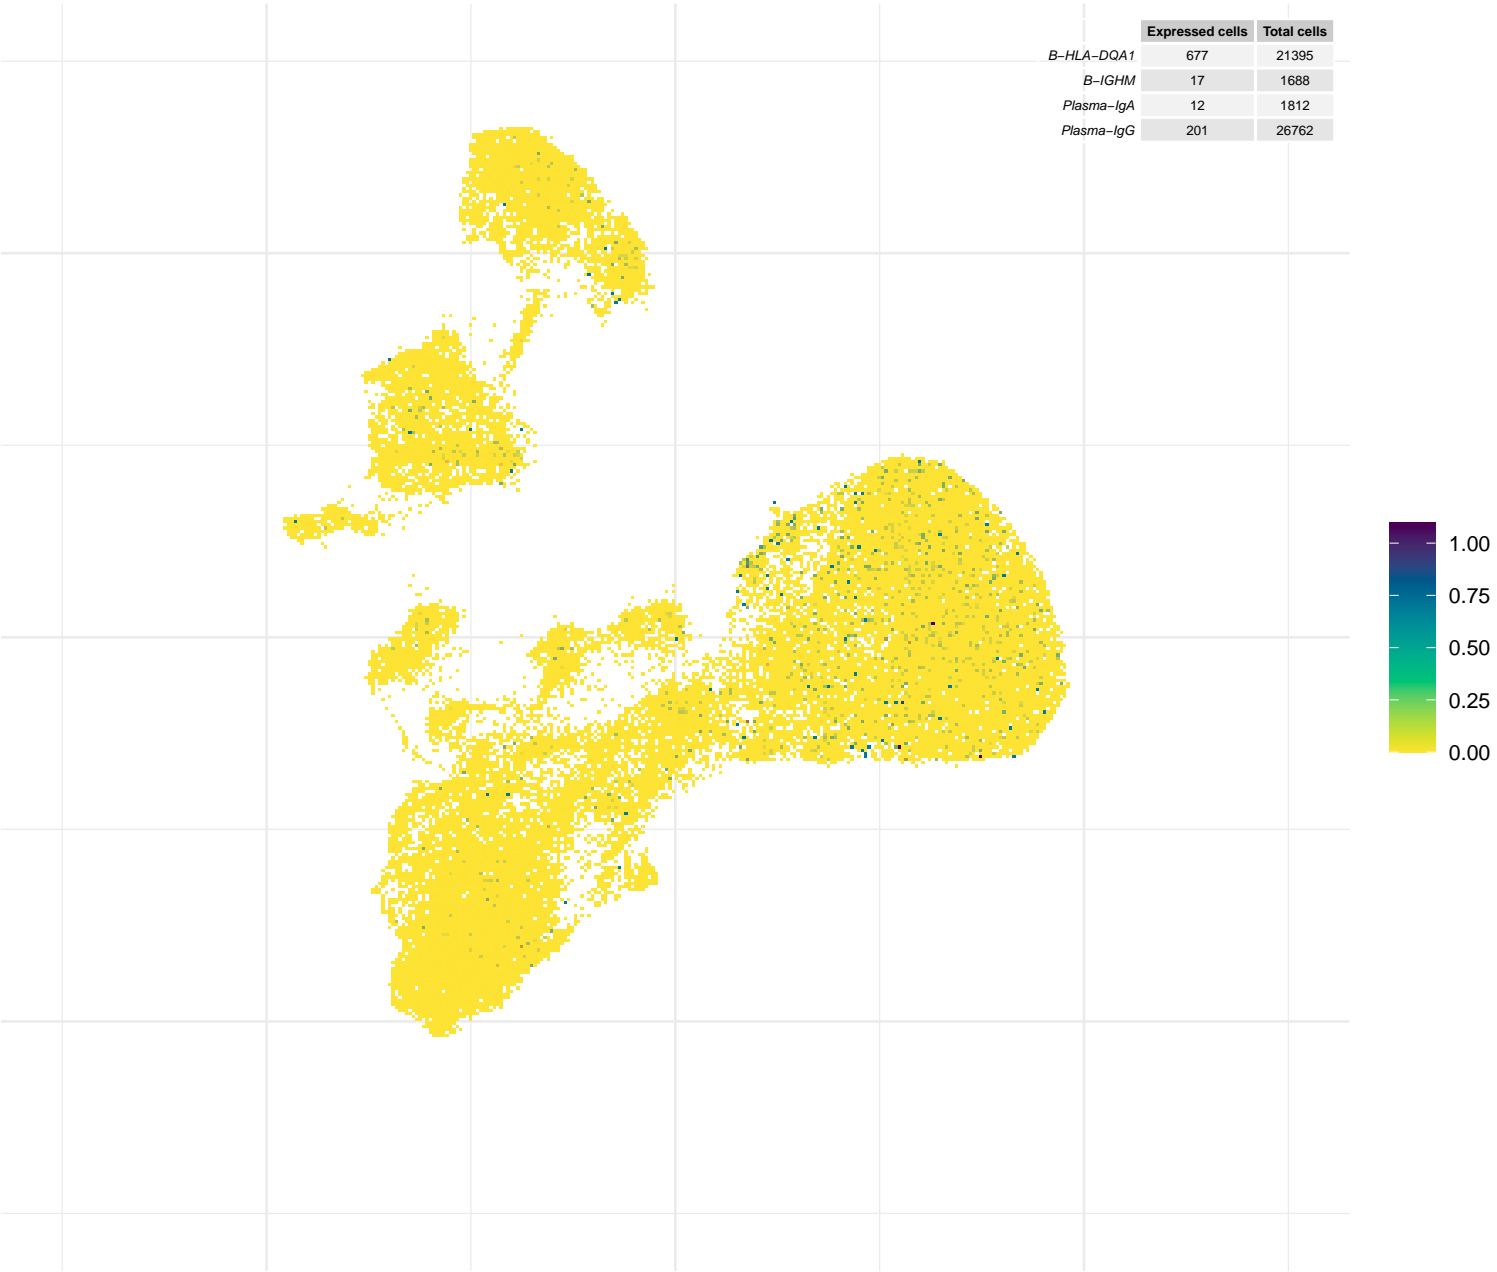 Expressed cells Total cells
B−HLA−DQA1 677 21395
B−IGHM 17 1688
Plasma−IgA 12 1812
Plasma−IgG 201 26762
1.00
0.75
0.50
0.25
0.00